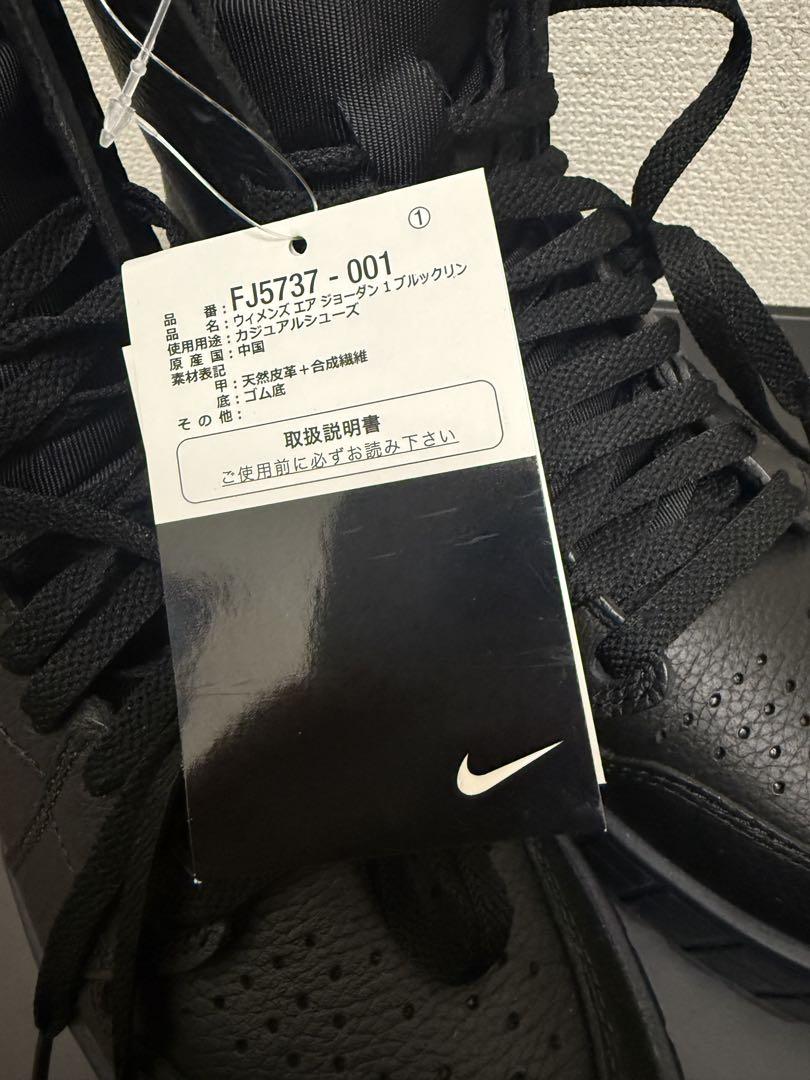 ①
品番：FJ5737 - 001
品名：ウィメンズ エア ジョーダン 1 ブルックリン
使用用途：カジュアルシューズ
原産国：中国
素材表記
甲：天然皮革＋合成繊維
底：ゴム底
その他：
取扱説明書
ご使用前に必ずお読み下さい